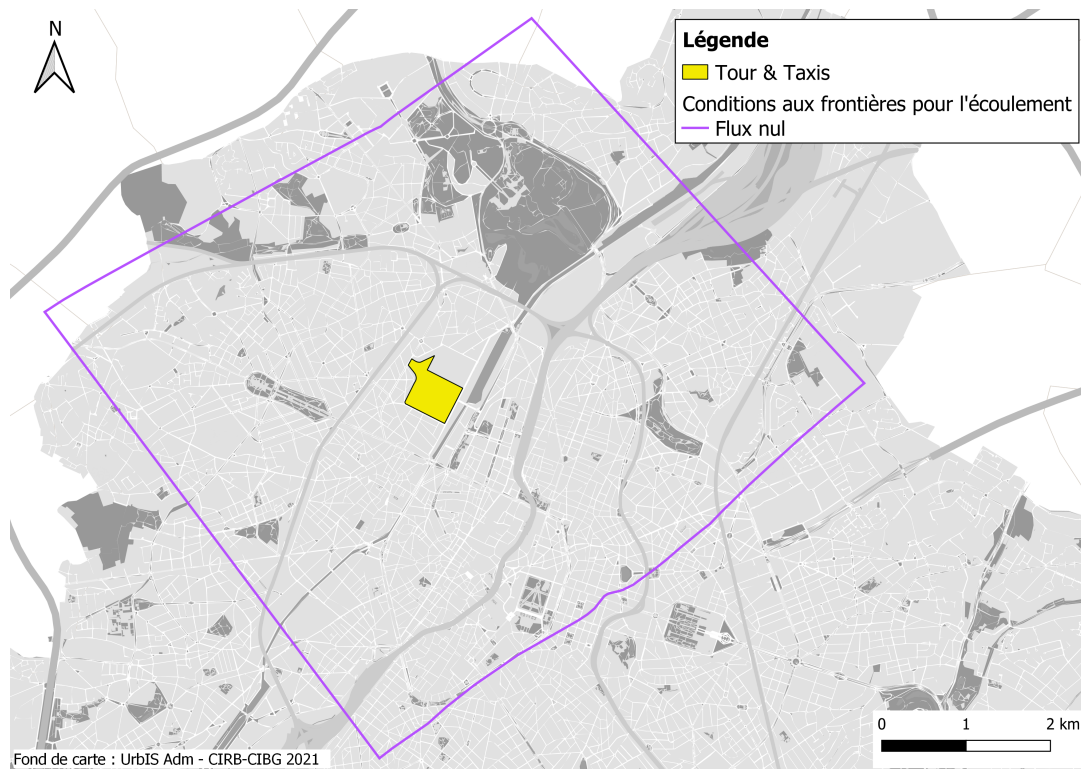 N
Légende
Tour & Taxis
Conditions aux frontières pour l'écoulement
Flux nul
0 1 2 km
Fond de carte : UrbIS Adm - CIRB-CIBG 2021